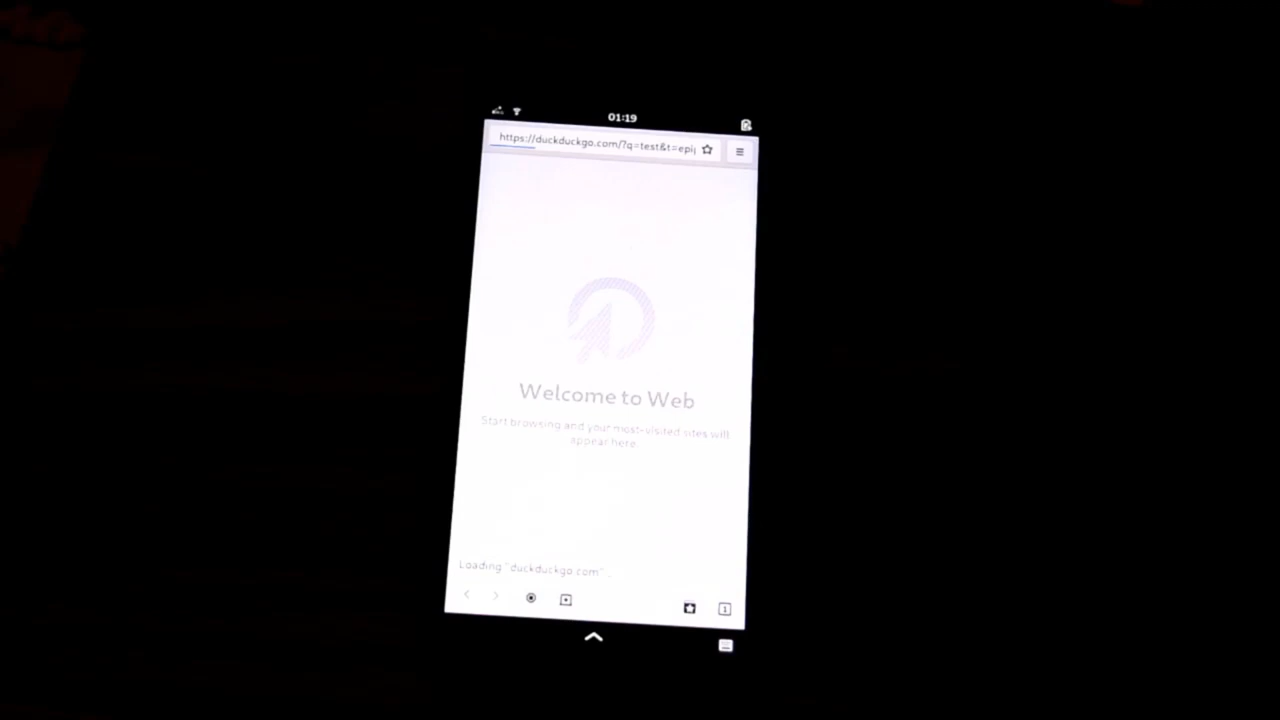 01:19
https://duckduckgo.com/?q=test&t=epi
Welcome to Web
Start browsing and your most-visited sites will
appear here.
Loading "duckduckgo.com"…
1